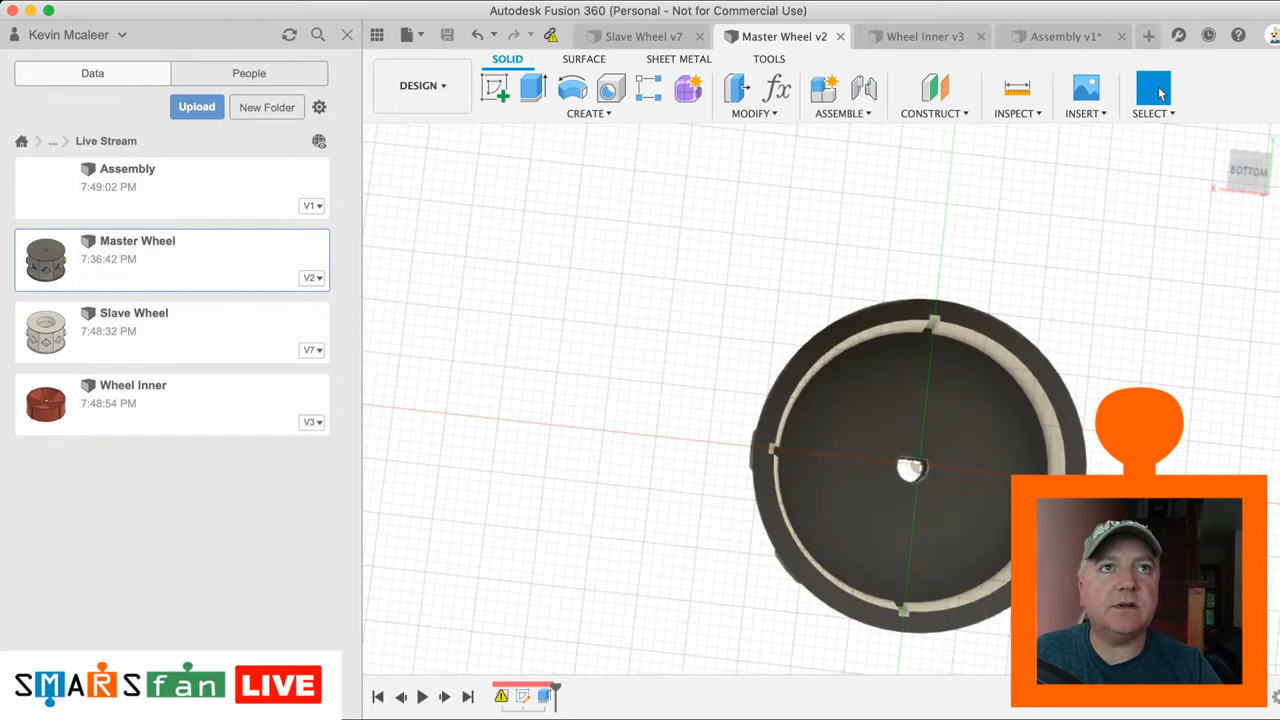 Autodesk Fusion 360 (Personal - Not for Commercial Use)
Kevin Mcaleer
Slave Wheel v7
Master Wheel v2
Wheel Inner v3
Assembly v1*
Data
People
SOLID
SURFACE
SHEET METAL
TOOLS
Upload
New Folder
DESIGN
CREATE
MODIFY
ASSEMBLE
CONSTRUCT
INSPECT
INSERT
SELECT
...
Live Stream
BOTTOM
X
Assembly
7:49:02 PM
V1
Master Wheel
7:36:42 PM
V2
Slave Wheel
7:48:32 PM
V7
Wheel Inner
7:48:54 PM
V3
SMARS fan LIVE